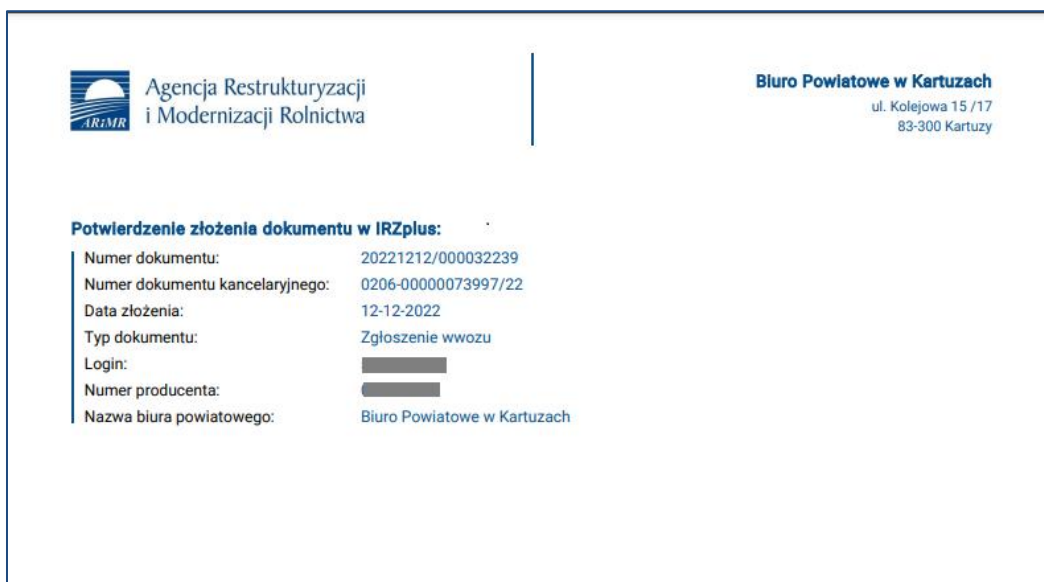 Agencja Restrukturyzacji
i Modernizacji Rolnictwa
ARiMR
Biuro Powiatowe w Kartuzach
ul. Kolejowa 15 /17
83-300 Kartuzy
Potwierdzenie złożenia dokumentu w IRZplus:
Numer dokumentu: 20221212/000032239
Numer dokumentu kancelaryjnego: 0206-00000073997/22
Data złożenia: 12-12-2022
Typ dokumentu: Zgłoszenie wwozu
Login:
Numer producenta:
Nazwa biura powiatowego: Biuro Powiatowe w Kartuzach